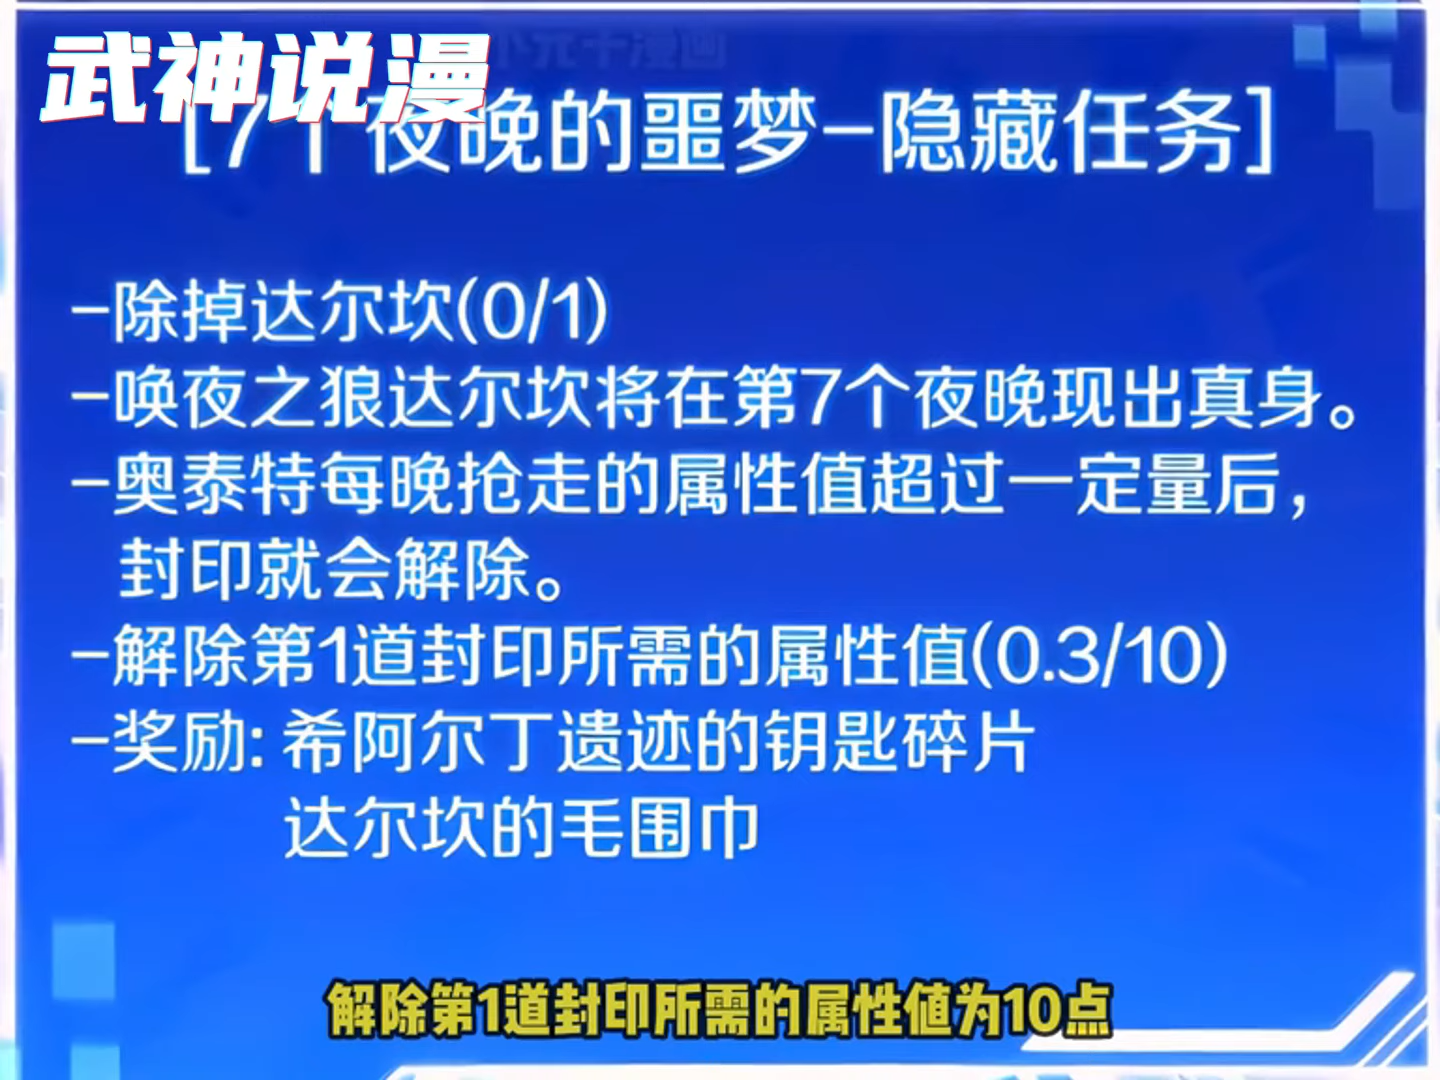 武神说漫
[7个夜晚的噩梦-隐藏任务]
-除掉达尔坎(0/1)
-唤夜之狼达尔坎将在第7个夜晚现出真身。
-奥泰特每晚抢走的属性值超过一定量后，
封印就会解除。
-解除第1道封印所需的属性值(0.3/10)
-奖励: 希阿尔丁遗迹的钥匙碎片
达尔坎的毛围巾
解除第1道封印所需的属性值为10点